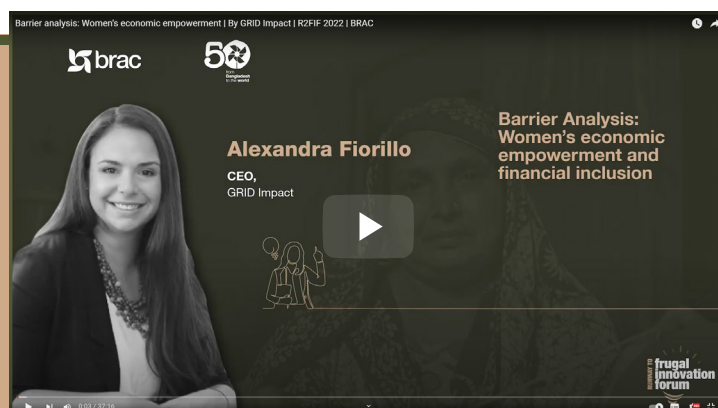 Barrier analysis: Women's economic empowerment | By GRID Impact | R2FIF 2022 | BRAC
brac
50
from
Bangladesh
to the world
Alexandra Fiorillo
CEO,
GRID Impact
Barrier Analysis:
Women's economic
empowerment and
financial inclusion
RUNWAY TO
frugal
innovation
forum
0:03 / 37:16